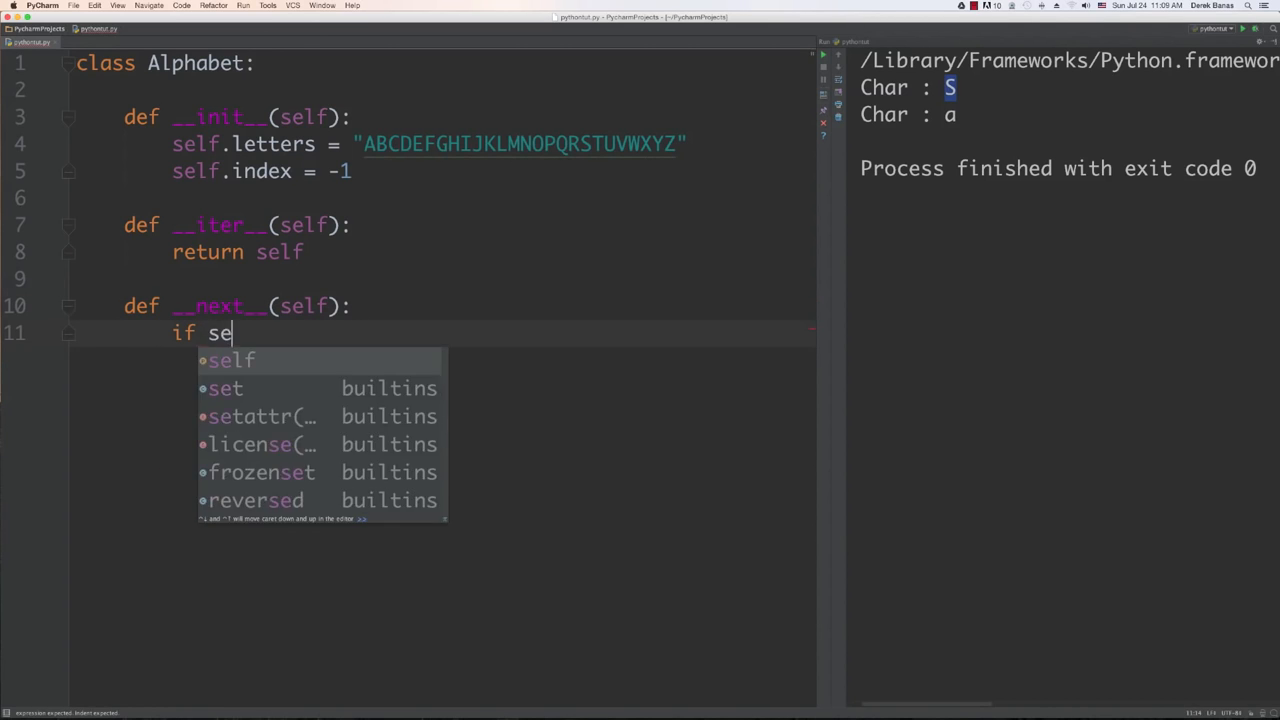 PyCharm File Edit View Navigate Code Refactor Run Tools VCS Window Help 10 Sun Jul 24 11:09 AM Derek Banas
pythontut.py - PycharmProjects - [~/PycharmProjects]
PycharmProjects pythontut.py pythontut
pythontut.py Run: pythontut
1 class Alphabet:
2
3 def __init__(self):
4 self.letters = "ABCDEFGHIJKLMNOPQRSTUVWXYZ"
5 self.index = -1
6
7 def __iter__(self):
8 return self
9
10 def __next__(self):
11 if se
self
set builtins
setattr(… builtins
license(… builtins
frozenset builtins
reversed builtins
^↓ and ^↑ will move caret down and up in the editor >>
/Library/Frameworks/Python.framewor
Char : S
Char : a
Process finished with exit code 0
expression expected. Indent expected. 11:14 LF÷ UTF-8÷